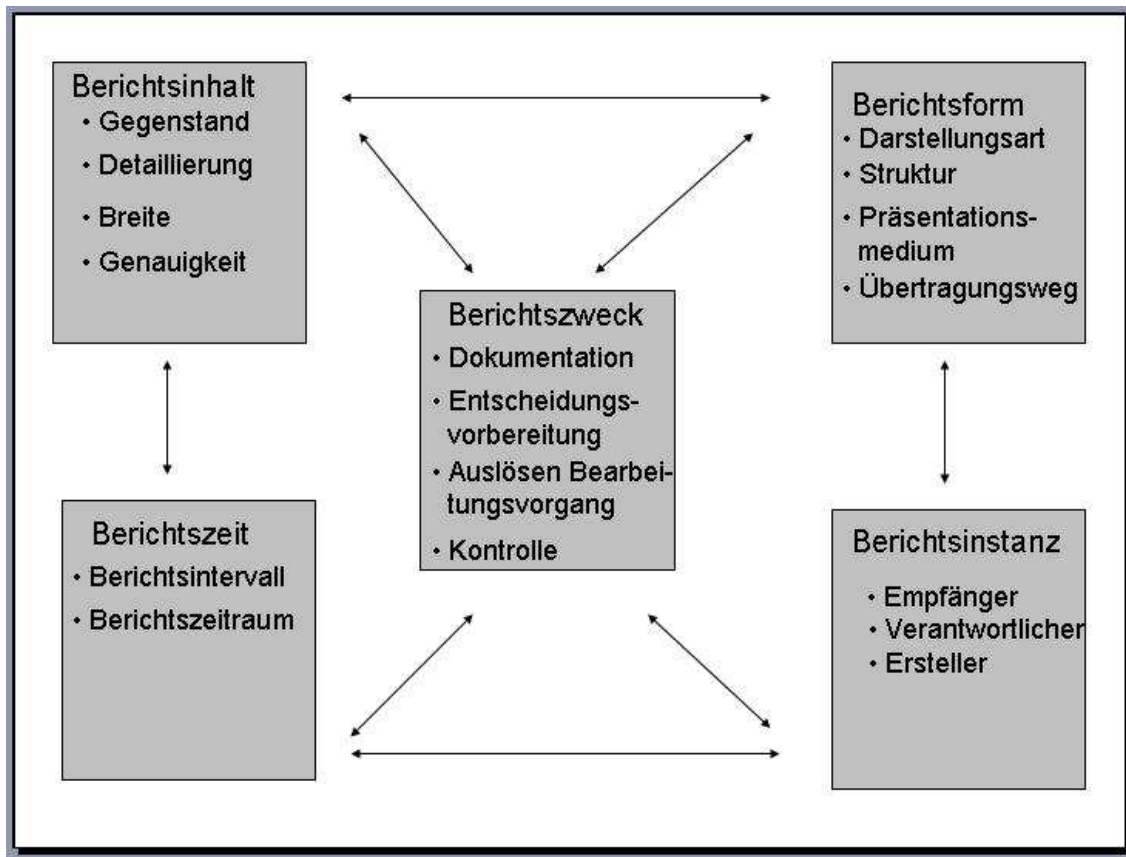 Berichtsinhalt
• Gegenstand
• Detaillierung
• Breite
• Genauigkeit
Berichtsform
• Darstellungsart
• Struktur
• Präsentations-
medium
• Übertragungsweg
Berichtszweck
• Dokumentation
• Entscheidungs-
vorbereitung
• Auslösen Bearbei-
tungsvorgang
• Kontrolle
Berichtszeit
• Berichtsintervall
• Berichtszeitraum
Berichtsinstanz
• Empfänger
• Verantwortlicher
• Ersteller